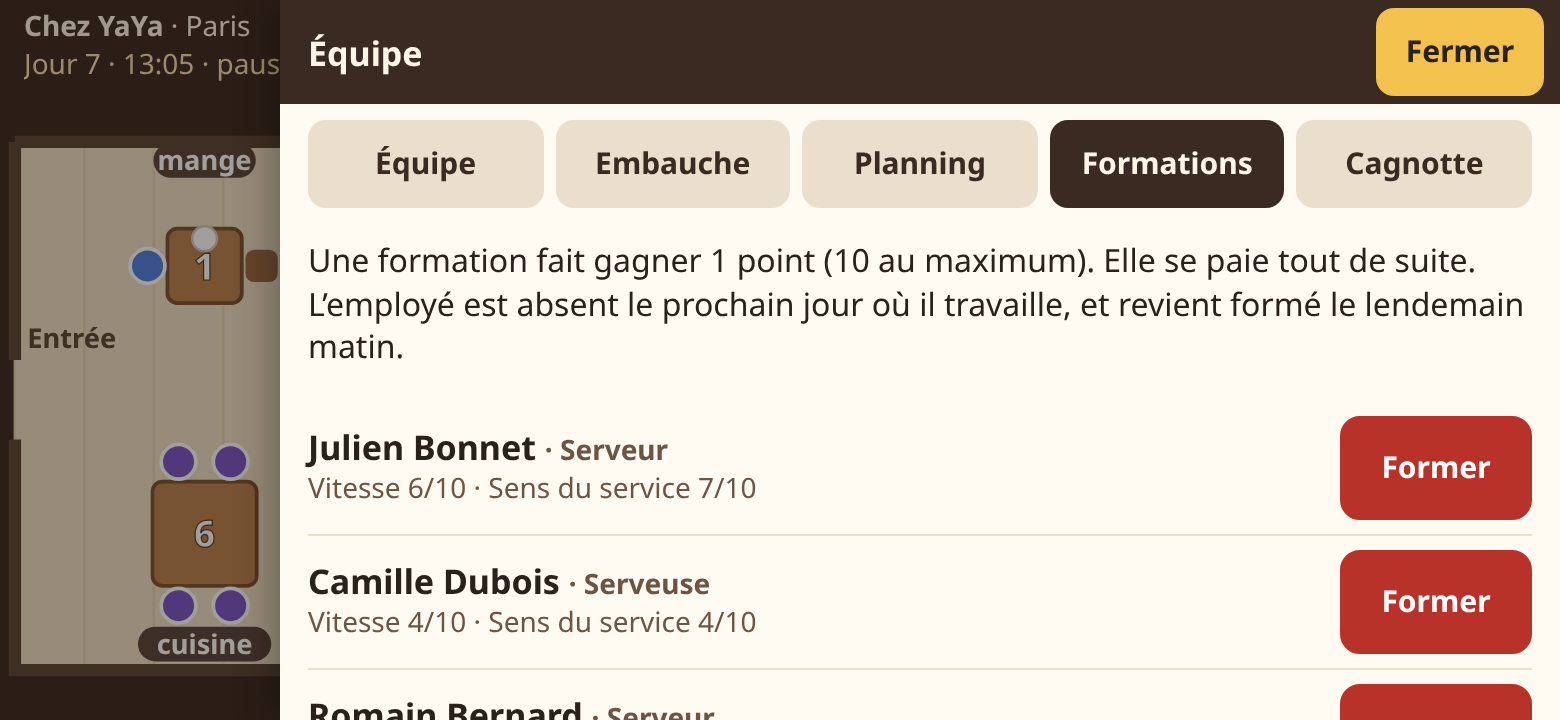 Chez YaYa · Paris
Jour 7 · 13:05 · paus
mange
1
Entrée
6
cuisine
Équipe
Fermer
Équipe
Embauche
Planning
Formations
Cagnotte
Une formation fait gagner 1 point (10 au maximum). Elle se paie tout de suite.
L’employé est absent le prochain jour où il travaille, et revient formé le lendemain
matin.
Julien Bonnet · Serveur
Vitesse 6/10 · Sens du service 7/10
Former
Camille Dubois · Serveuse
Vitesse 4/10 · Sens du service 4/10
Former
Romain Bernard · Serveur